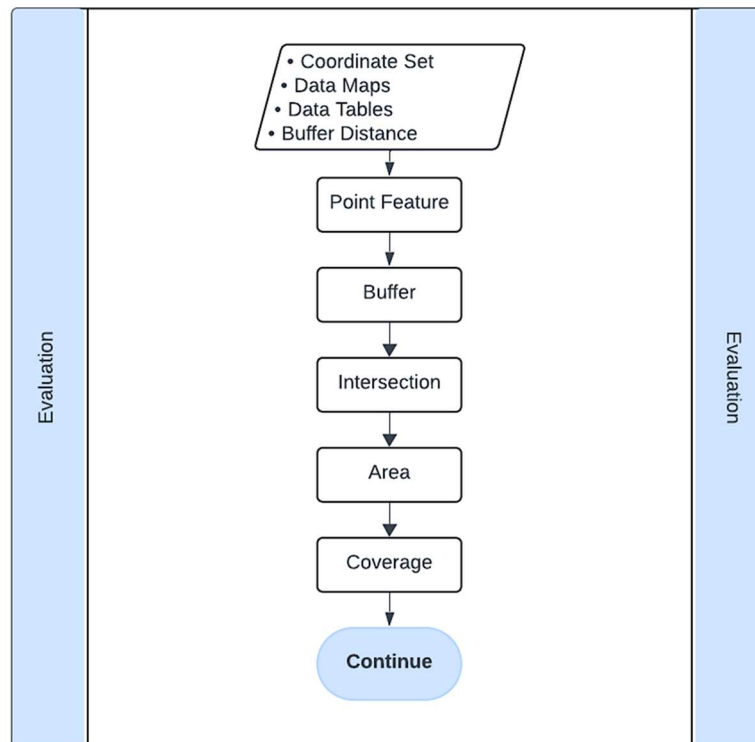 • Coordinate Set
• Data Maps
• Data Tables
• Buffer Distance
Point Feature
Buffer
Evaluation
Evaluation
Intersection
Area
Coverage
Continue